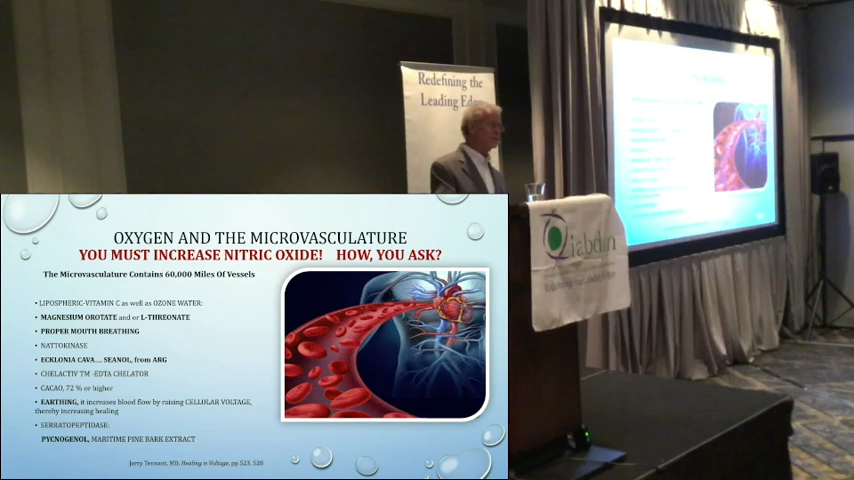 Redefining the
Leading Edge
OXYGEN AND THE MICROVASCULATURE
YOU MUST INCREASE NITRIC OXIDE! HOW, YOU ASK?
The Microvasculature Contains 60,000 Miles Of Vessels
• LIPOSPHERIC-VITAMIN C as well as OZONE WATER:
• MAGNESIUM OROTATE and or L-THREONATE
• PROPER MOUTH BREATHING
• NATTOKINASE
• ECKLONIA CAVA.... SEANOL, from ARG
• CHELACTIV TM -EDTA CHELATOR
• CACAO, 72 % or higher
• EARTHING, it increases blood flow by raising CELLULAR VOLTAGE,
thereby increasing healing
• SERRATOPEPTIDASE:
PYCNOGENOL, MARITIME PINE BARK EXTRACT
Jerry Tennant, MD. Healing is Voltage, pp 523. 528